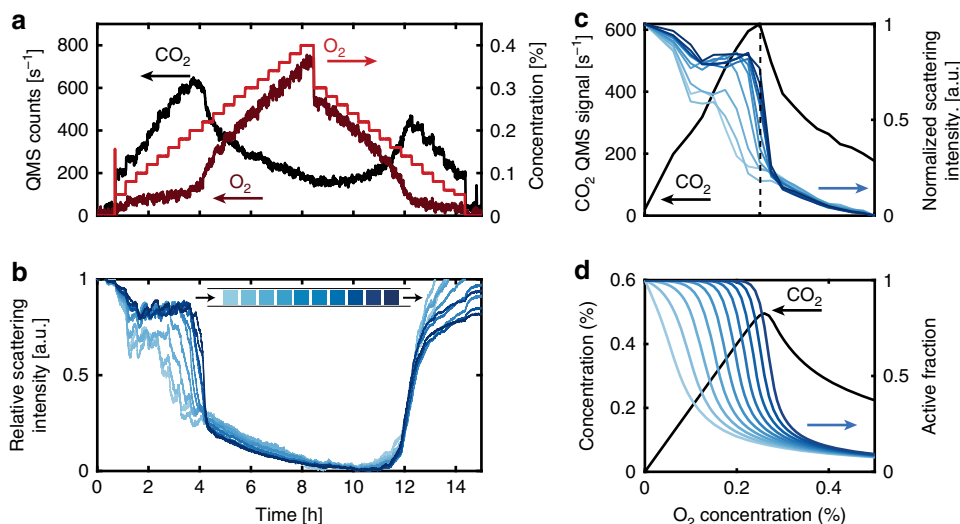 a
QMS counts [s⁻¹]
800
600
400
200
0
CO₂
O₂
O₂
0.4
0.3
0.2
0.1
0
Concentration [%]
b
Relative scattering
intensity [a.u.]
1
0.5
0
0 2 4 6 8 10 12 14
Time [h]
c
CO₂ QMS signal [s⁻¹]
600
400
200
0
CO₂
1
0.5
0
Normalized scattering
intensity. [a.u.]
d
Concentration (%)
0.6
0.4
0.2
0
CO₂
1
0.5
0
Active fraction
0 0.2 0.4
O₂ concentration (%)